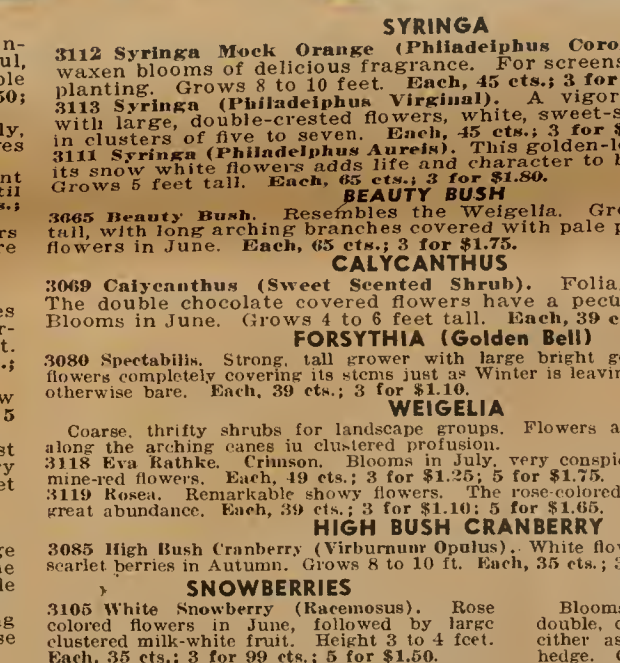 SYRINGA
3112 Syringa Mock Orange (Philadelphus Coro
waxen blooms of delicious fragrance. For screens
planting. Grows 8 to 10 feet. Each, 45 cts.; 3 for
3113 Syringa (Philadelphus Virginal). A vigor
with large, double-crested flowers, white, sweet-s
in clusters of five to seven. Each, 45 cts.; 3 for $
3111 Syringa (Philadelphus Aureis). This golden-l
its snow white flowers adds life and character to b
Grows 5 feet tall. Each, 65 cts.; 3 for $1.80.
BEAUTY BUSH
3065 Beauty Bush. Resembles the Weigelia. Gr
tall, with long arching branches covered with pale p
flowers in June. Each, 65 cts.; 3 for $1.75.
CALYCANTHUS
3069 Calycanthus (Sweet Scented Shrub). Folia
The double chocolate covered flowers have a pecu
Blooms in June. Grows 4 to 6 feet tall. Each, 39 c
FORSYTHIA (Golden Bell)
3080 Spectabilis. Strong, tall grower with large bright g
flowers completely covering its stems just as Winter is leavin
otherwise bare. Each, 39 cts.; 3 for $1.10.
WEIGELIA
Coarse, thrifty shrubs for landscape groups. Flowers a
along the arching canes in clustered profusion.
3118 Eva Rathke. Crimson. Blooms in July, very conspi
mine-red flowers. Each, 49 cts.; 3 for $1.25; 5 for $1.75.
3119 Rosea. Remarkable showy flowers. The rose-colored
great abundance. Each, 39 cts.; 3 for $1.10; 5 for $1.65.
HIGH BUSH CRANBERRY
3085 High Bush Cranberry (Virburnum Opulus). White flo
scarlet berries in Autumn. Grows 8 to 10 ft. Each, 35 cts.; 3
SNOWBERRIES
3105 White Snowberry (Racemosus). Rose
colored flowers in June, followed by large
clustered milk-white fruit. Height 3 to 4 feet.
Each, 35 cts.; 3 for 99 cts.; 5 for $1.50.
Blooms
double, c
either as
hedge.